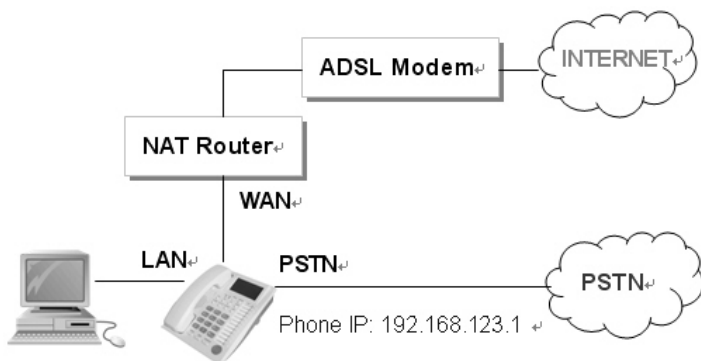 INTERNET
ADSL Modem
NAT Router
WAN
LAN
PSTN
PSTN
Phone IP: 192.168.123.1